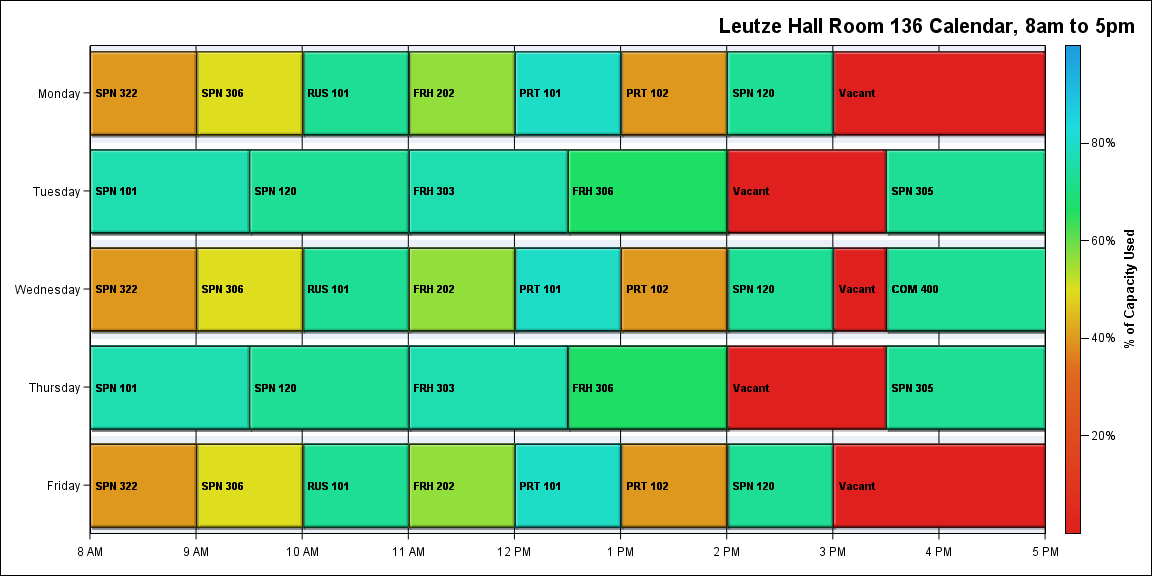 Leutze Hall Room 136 Calendar, 8am to 5pm
Monday
SPN 322
SPN 306
RUS 101
FRH 202
PRT 101
PRT 102
SPN 120
Vacant
Tuesday
SPN 101
SPN 120
FRH 303
FRH 306
Vacant
SPN 305
Wednesday
SPN 322
SPN 306
RUS 101
FRH 202
PRT 101
PRT 102
SPN 120
Vacant
COM 400
Thursday
SPN 101
SPN 120
FRH 303
FRH 306
Vacant
SPN 305
Friday
SPN 322
SPN 306
RUS 101
FRH 202
PRT 101
PRT 102
SPN 120
Vacant
8 AM
9 AM
10 AM
11 AM
12 PM
1 PM
2 PM
3 PM
4 PM
5 PM
80%
60%
40%
20%
% of Capacity Used